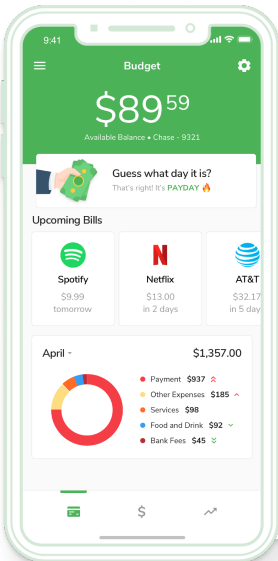 9:41
Budget
$89 59
Available Balance • Chase - 9321
Guess what day it is?
That's right! It's PAYDAY 🔥
Upcoming Bills
Spotify
$9.99
tomorrow
N
Netflix
$13.00
in 2 days
AT&T
$32.17
in 5 day
April
$1,357.00
Payment $937
Other Expenses $185
Services $98
Food and Drink $92
Bank Fees $45
$